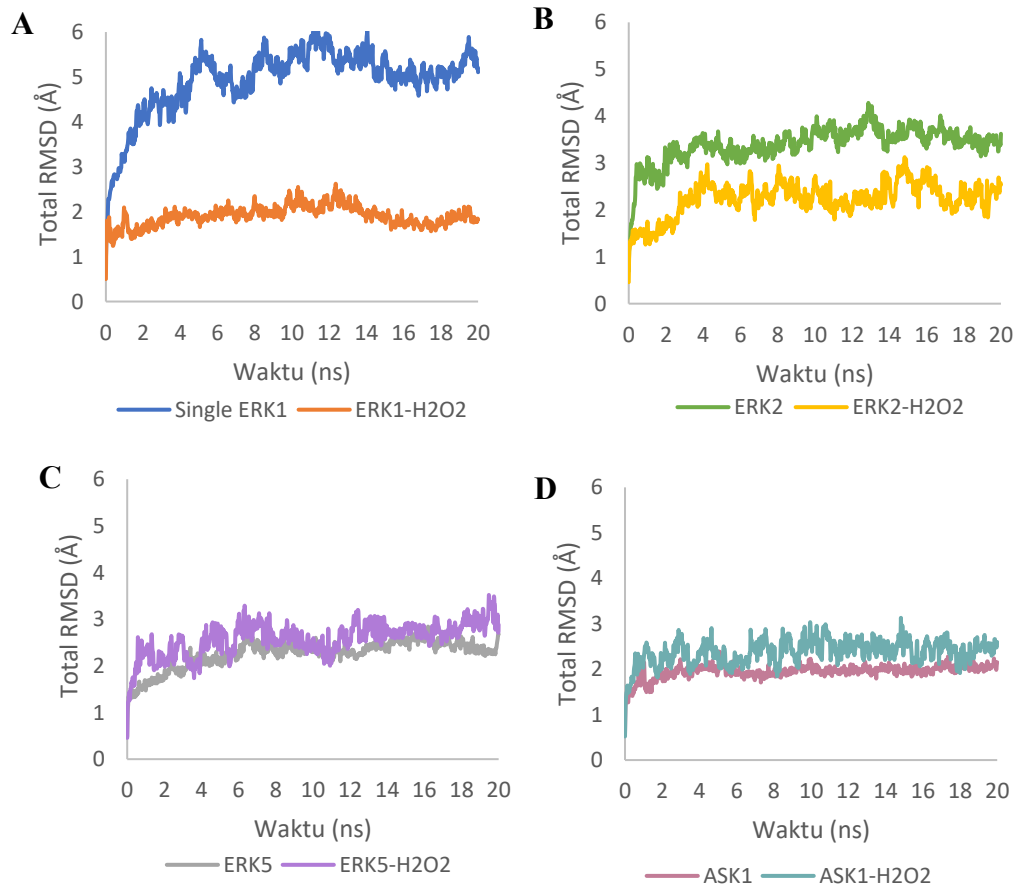 A
Total RMSD (Å)
6
5
4
3
2
1
0
0 2 4 6 8 10 12 14 16 18 20
Waktu (ns)
Single ERK1 ERK1-H2O2
B
Total RMSD (Å)
6
5
4
3
2
1
0
0 2 4 6 8 10 12 14 16 18 20
Waktu (ns)
ERK2 ERK2-H2O2
C
Total RMSD (Å)
6
5
4
3
2
1
0
0 2 4 6 8 10 12 14 16 18 20
Waktu (ns)
ERK5 ERK5-H2O2
D
Total RMSD (Å)
6
5
4
3
2
1
0
0 2 4 6 8 10 12 14 16 18 20
Waktu (ns)
ASK1 ASK1-H2O2